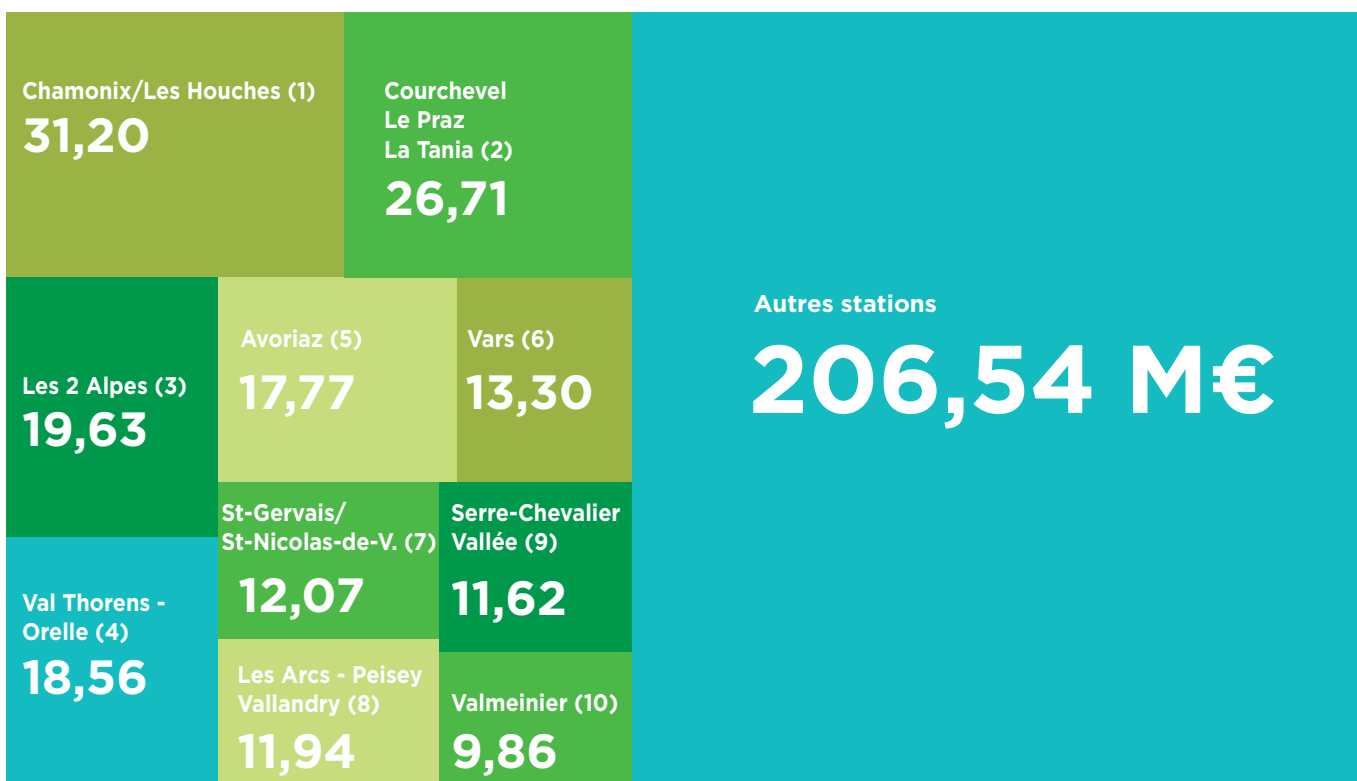 Chamonix/Les Houches (1)
31,20
Courchevel
Le Praz
La Tania (2)
26,71
Les 2 Alpes (3)
19,63
Val Thorens -
Orelle (4)
18,56
Avoriaz (5)
17,77
Vars (6)
13,30
St-Gervais/
St-Nicolas-de-V. (7)
12,07
Les Arcs - Peisey
Vallandry (8)
11,94
Serre-Chevalier
Vallée (9)
11,62
Valmeinier (10)
9,86
Autres stations
206,54 M€